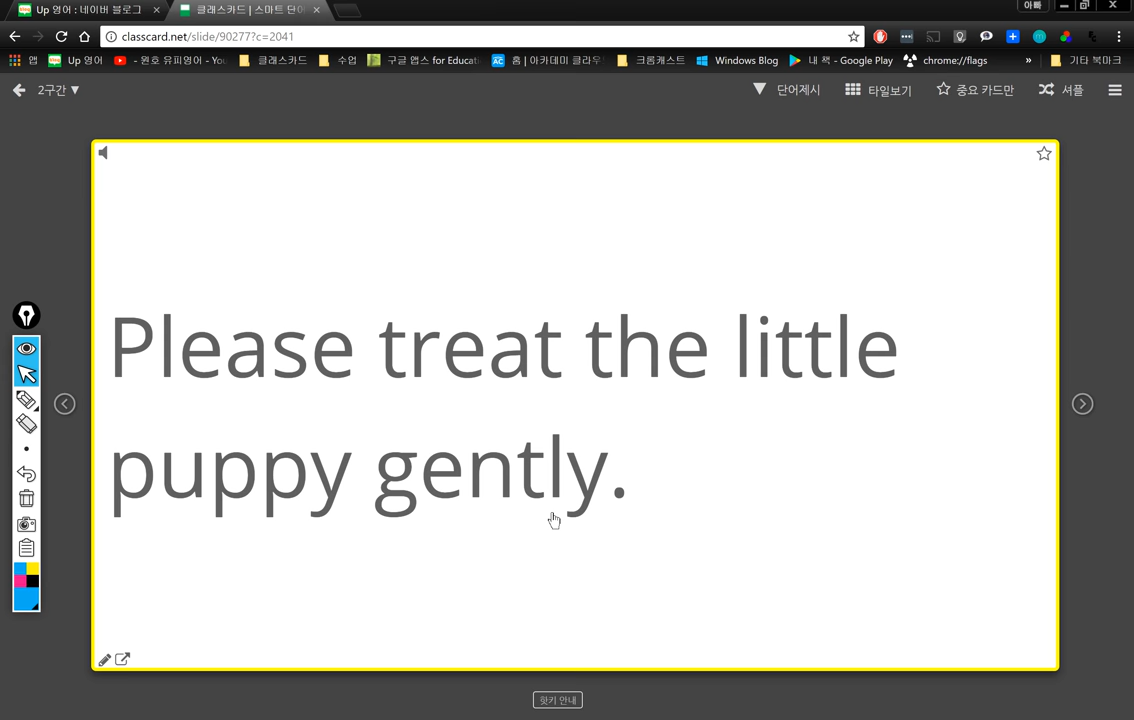 Up 영어 : 네이버 블로그
클래스카드 | 스마트 단어
아빠
classcard.net/slide/90277?c=2041
앱
Up 영어
- 원호 유피영어 - You
클래스카드
수업
구글 앱스 for Educati
홈 | 아카데미 클라우
크롬캐스트
Windows Blog
내 책 - Google Play
chrome://flags
»
기타 북마크
2구간 ▼
▼ 단어제시
타일보기
중요 카드만
셔플
Please treat the little
puppy gently.
핫키 안내